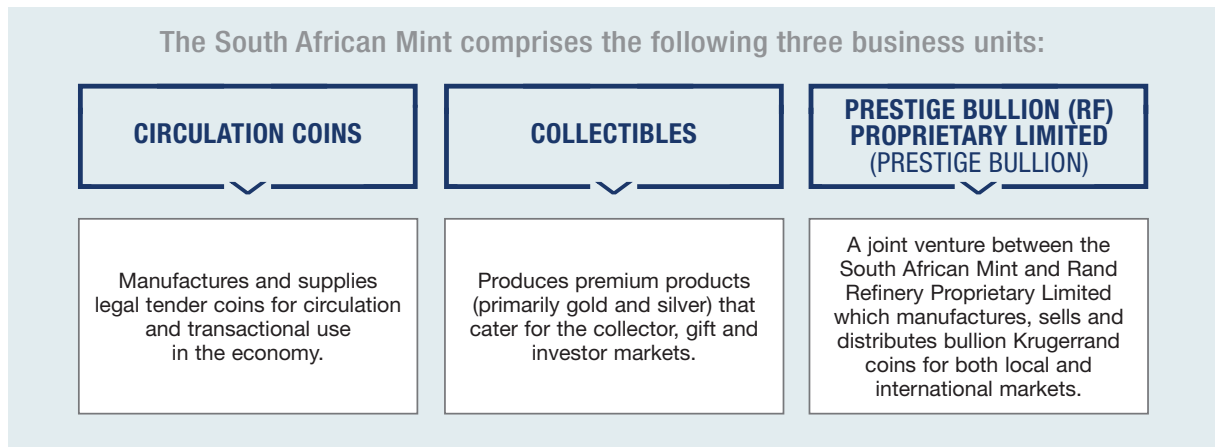 The South African Mint comprises the following three business units:
CIRCULATION COINS
Manufactures and supplies
legal tender coins for circulation
and transactional use
in the economy.
COLLECTIBLES
Produces premium products
(primarily gold and silver) that
cater for the collector, gift and
investor markets.
PRESTIGE BULLION (RF)
PROPRIETARY LIMITED
(PRESTIGE BULLION)
A joint venture between the
South African Mint and Rand
Refinery Proprietary Limited
which manufactures, sells and
distributes bullion Krugerrand
coins for both local and
international markets.